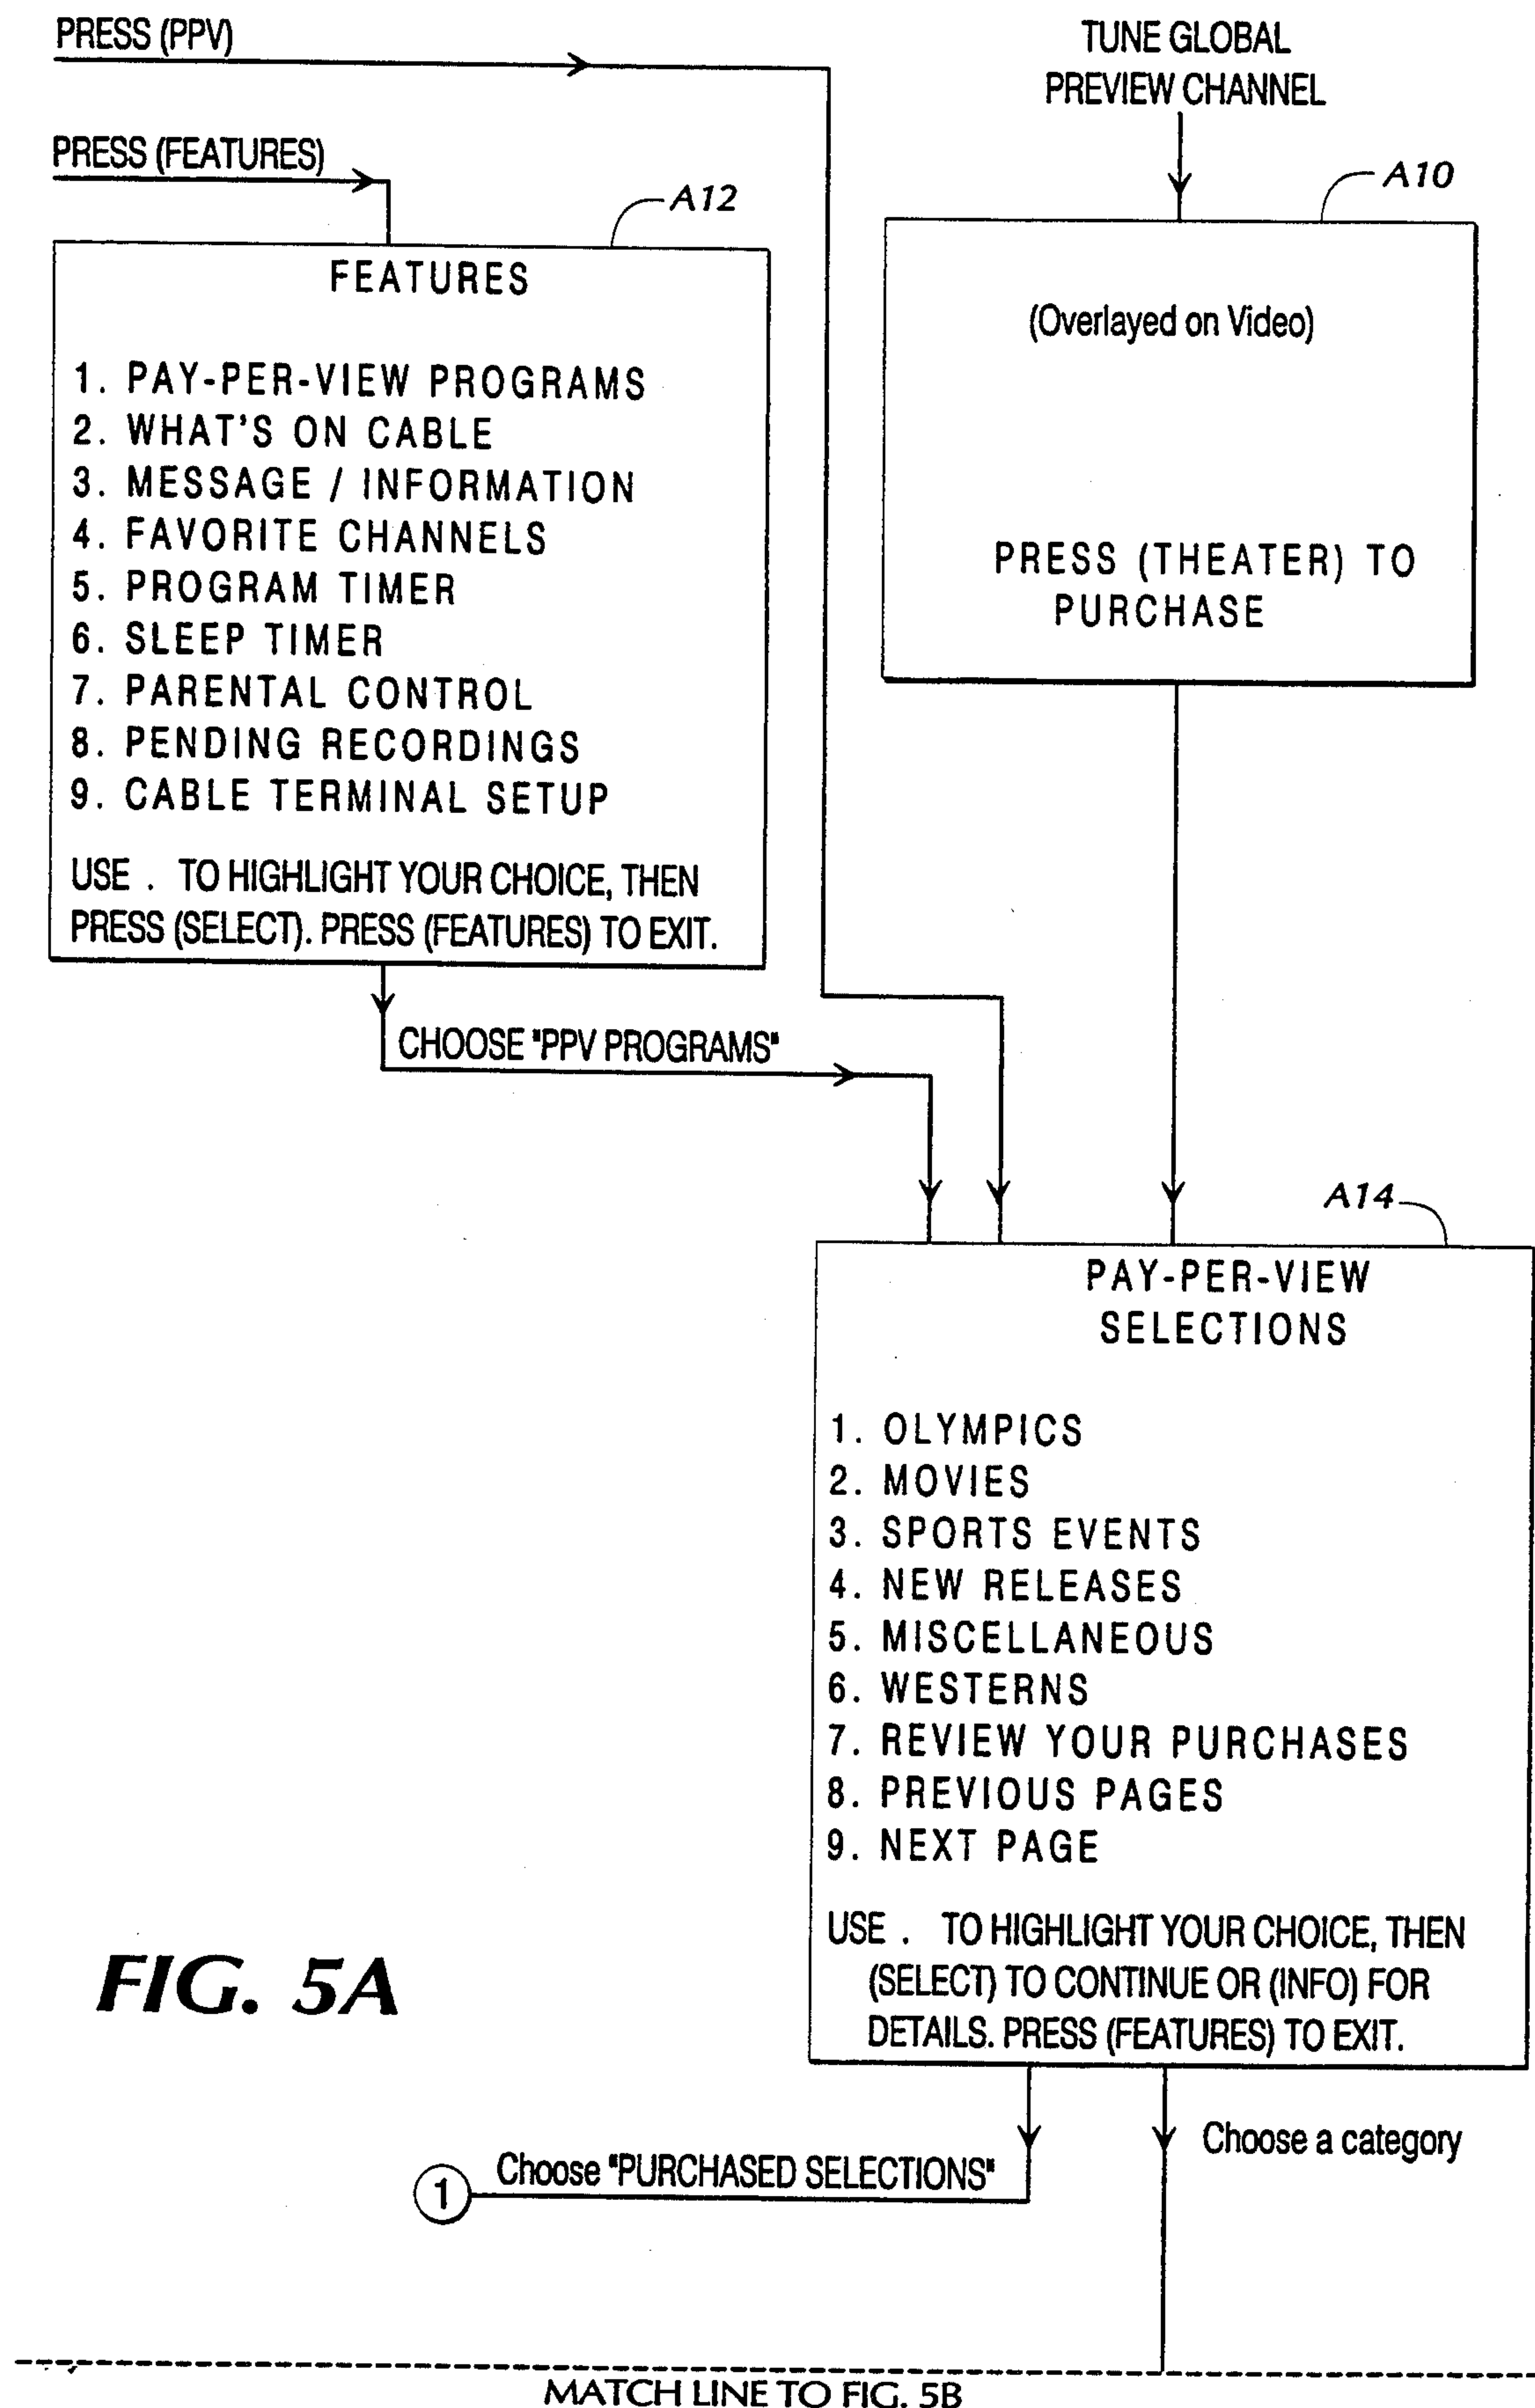 PRESS (PPV)
TUNE GLOBAL
PREVIEW CHANNEL
PRESS (FEATURES)
A12
A10
FEATURES
1. PAY-PER-VIEW PROGRAMS
2. WHAT'S ON CABLE
3. MESSAGE / INFORMATION
4. FAVORITE CHANNELS
5. PROGRAM TIMER
6. SLEEP TIMER
7. PARENTAL CONTROL
8. PENDING RECORDINGS
9. CABLE TERMINAL SETUP
USE . TO HIGHLIGHT YOUR CHOICE, THEN
PRESS (SELECT). PRESS (FEATURES) TO EXIT.
(Overlayed on Video)
PRESS (THEATER) TO
PURCHASE
CHOOSE "PPV PROGRAMS"
A14
PAY-PER-VIEW
SELECTIONS
1. OLYMPICS
2. MOVIES
3. SPORTS EVENTS
4. NEW RELEASES
5. MISCELLANEOUS
6. WESTERNS
7. REVIEW YOUR PURCHASES
8. PREVIOUS PAGES
9. NEXT PAGE
USE . TO HIGHLIGHT YOUR CHOICE, THEN
(SELECT) TO CONTINUE OR (INFO) FOR
DETAILS. PRESS (FEATURES) TO EXIT.
FIG. 5A
Choose a category
1
Choose "PURCHASED SELECTIONS"
MATCH LINE TO FIG. 5B